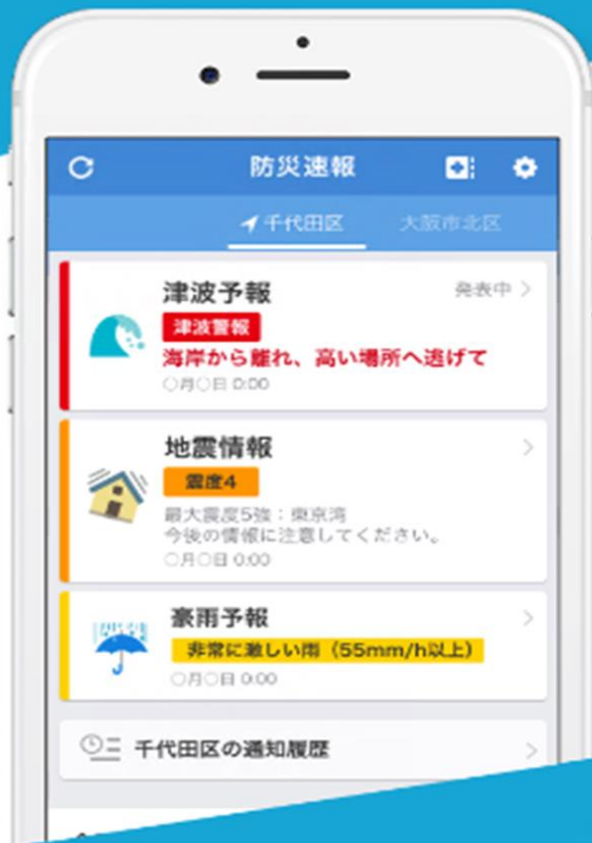 防災速報
千代田区 大阪市北区
津波予報 発表中
津波警報
海岸から離れ、高い場所へ逃げて
○月○日 0:00
地震情報
震度4
最大震度5強：東京湾
今後の情報に注意してください。
○月○日 0:00
豪雨予報
非常に激しい雨（55mm/h以上）
○月○日 0:00
千代田区の通知履歴